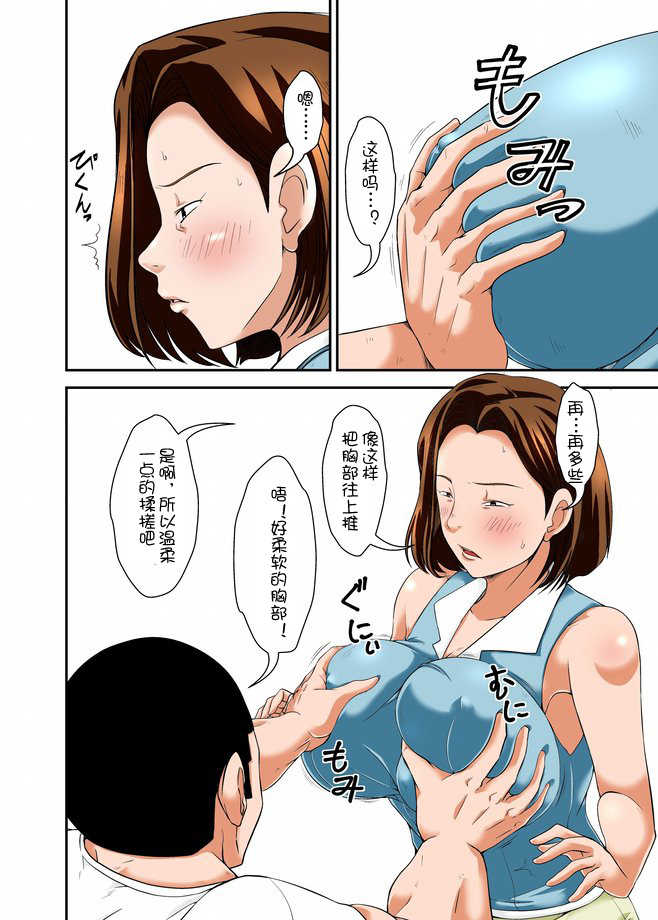 もみっ
这样吗…?
嗯……
びくんっ
再…再多些
像这样
把胸部往上推
唔！好柔软的胸部！
是啊，所以温柔
一点的揉搓吧
ぐにぃ
むに
もみ